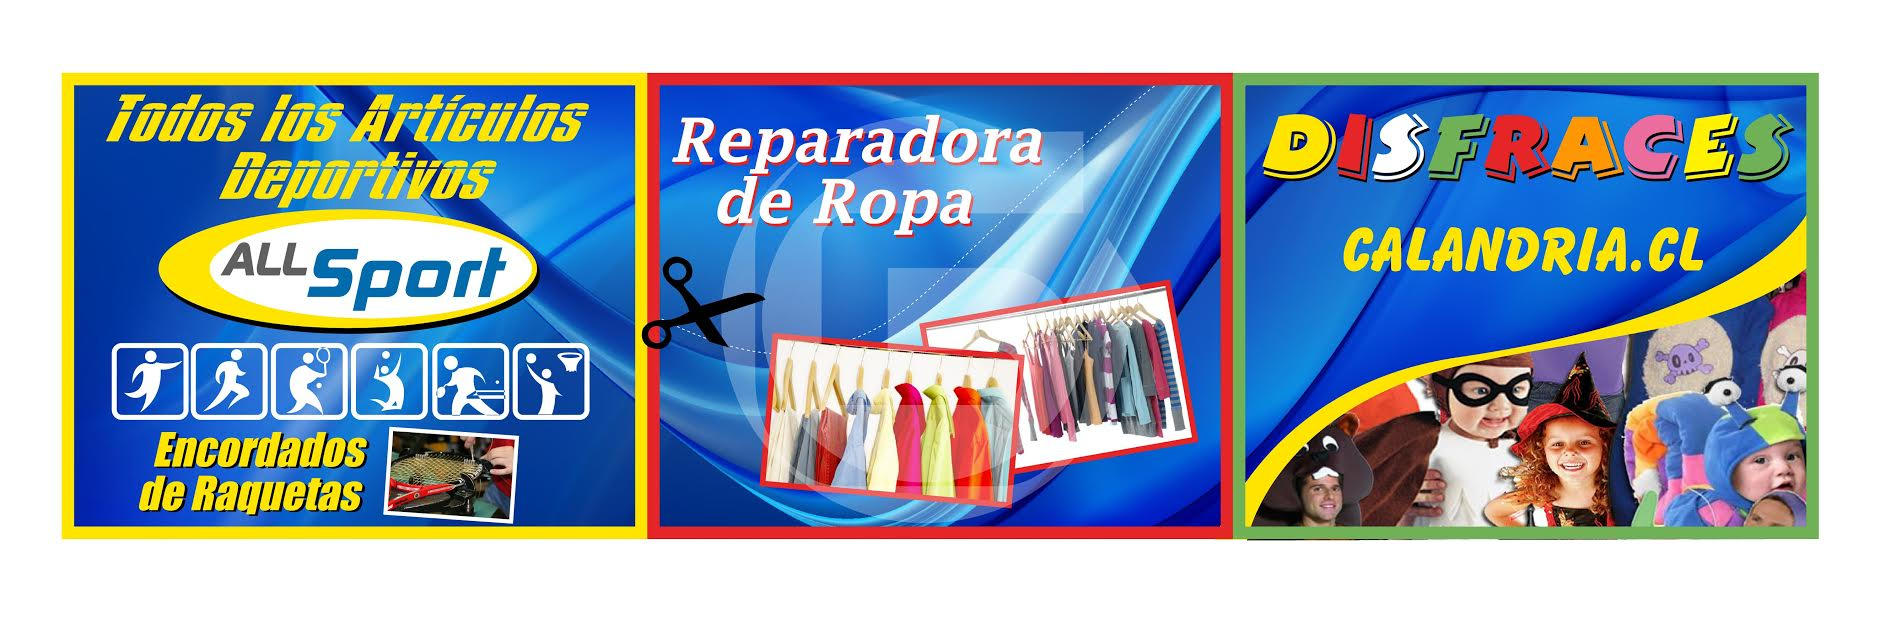 Todos los Artículos
Deportivos
ALL Sport
Encordados
de Raquetas
Reparadora
de Ropa
DISFRACES
CALANDRIA.CL